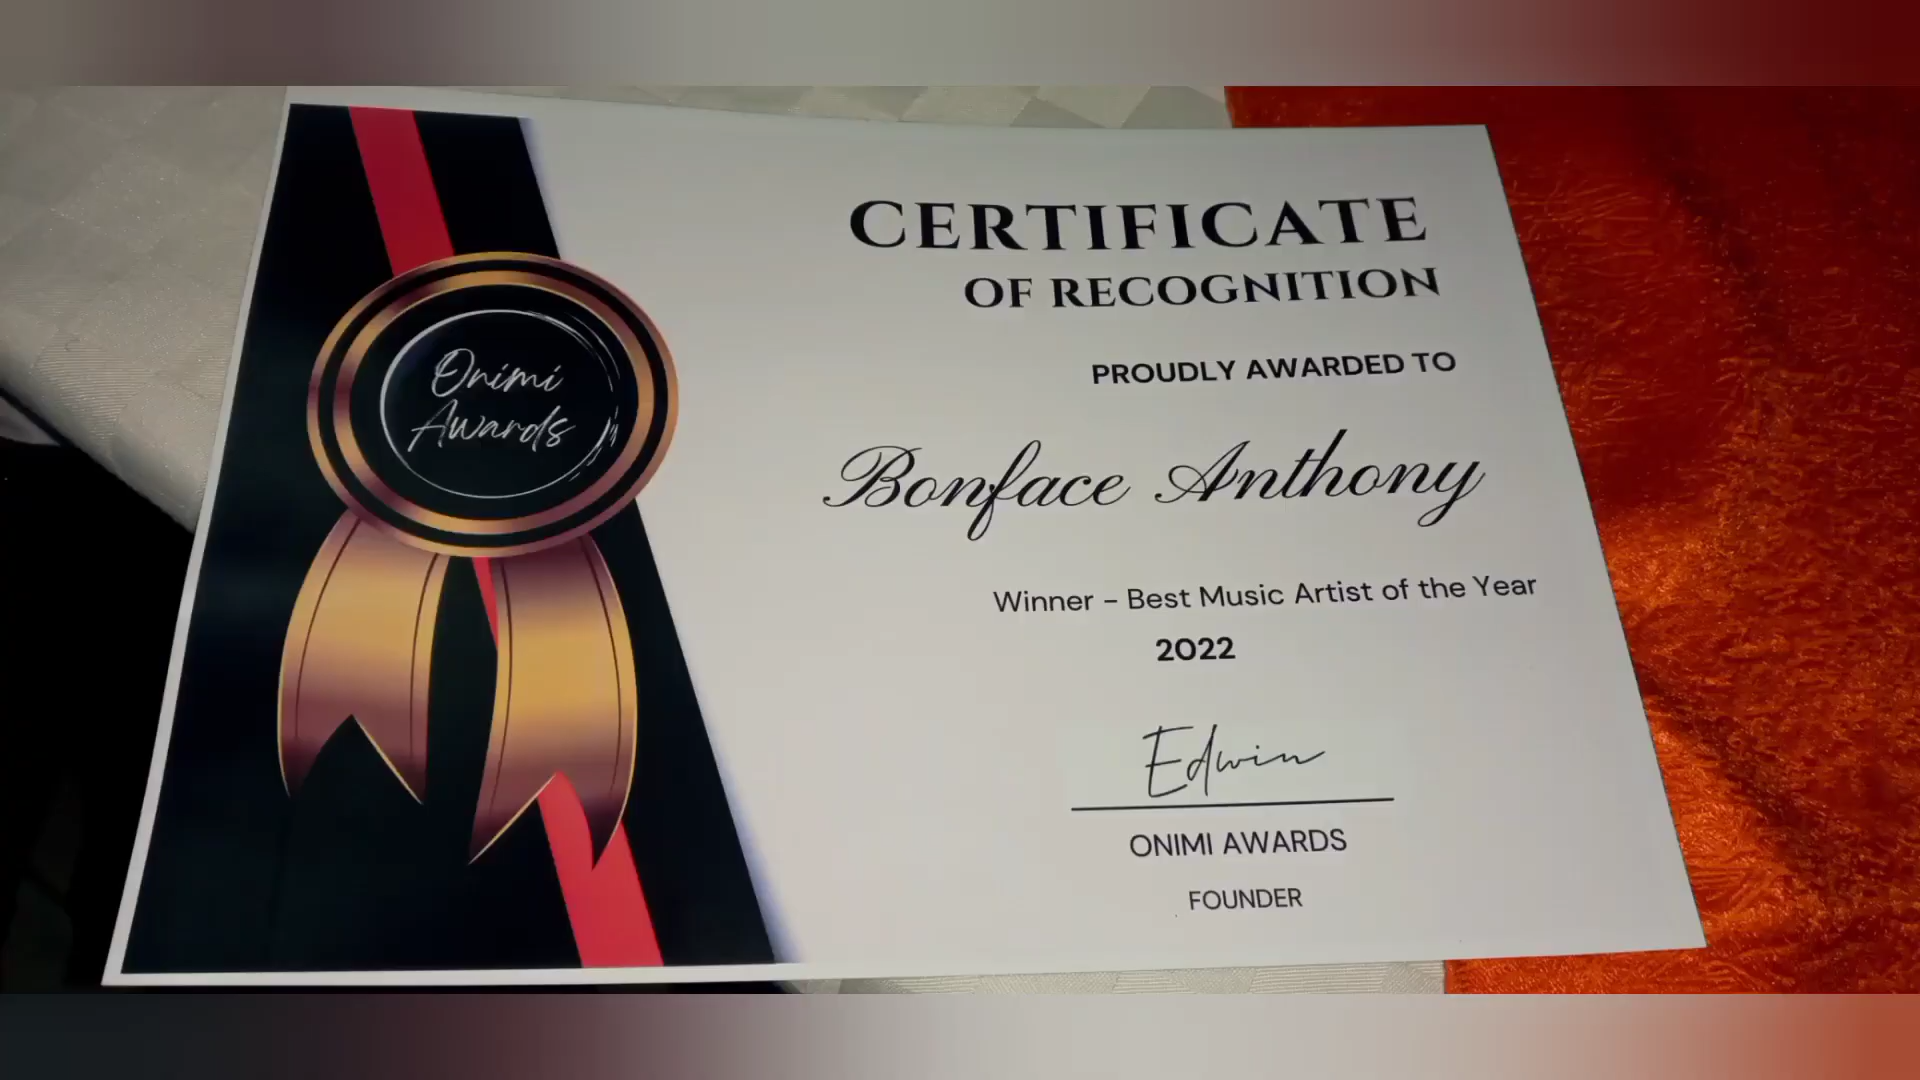 Onimi
Awards
CERTIFICATE
OF RECOGNITION
PROUDLY AWARDED TO
Bonface Anthony
Winner - Best Music Artist of the Year
2022
Edwin
ONIMI AWARDS
FOUNDER